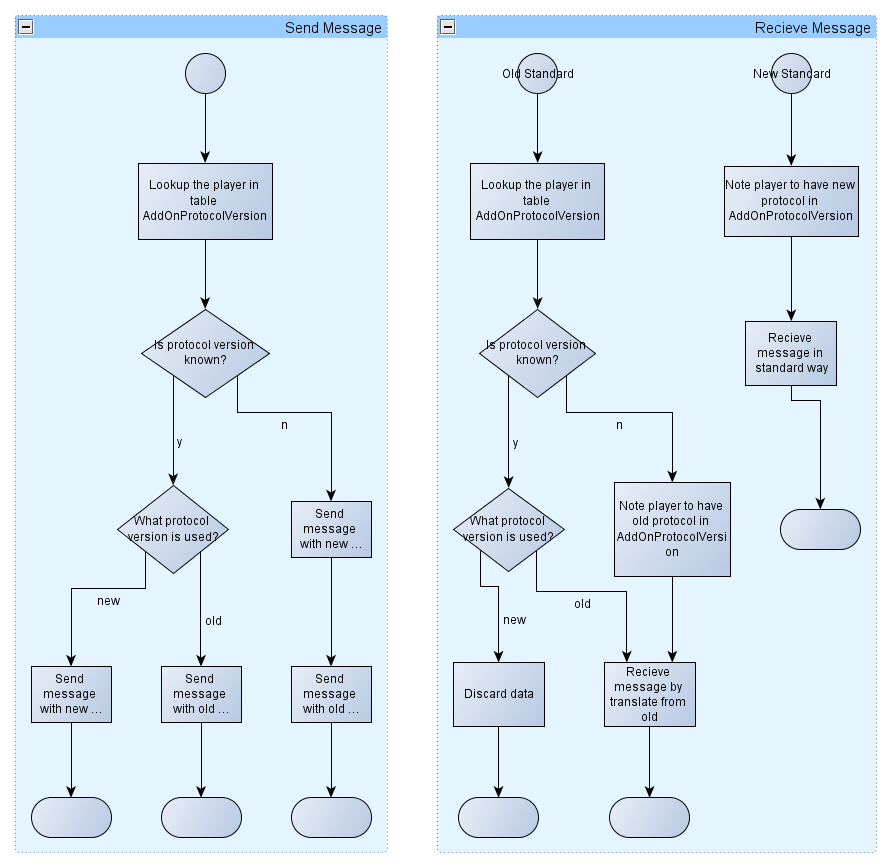 Send Message
Lookup the player in
table
AddOnProtocolVersion
Is protocol version
known?
y
n
What protocol
version is used?
Send
message
with new ...
new
old
Send
message
with new ...
Send
message
with old ...
Send
message
with old ...
Recieve Message
Old Standard
New Standard
Lookup the player in
table
AddOnProtocolVersion
Note player to have new
protocol in
AddOnProtocolVersion
Is protocol version
known?
Recieve
message in
standard way
y
n
What protocol
version is used?
Note player to have
old protocol in
AddOnProtocolVersi
on
new
old
Discard data
Recieve
message by
translate from
old